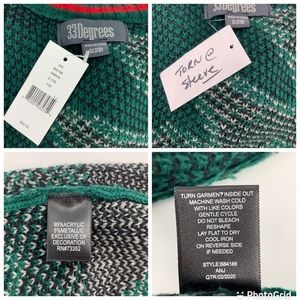 33Degrees
33Degrees
TORN @
sleeve
95%ACRYLIC
5%METALLIC
EXCLUSIVE OF
DECORATION
RN#73352
TURN GARMENT INSIDE OUT
MACHINE WASH COLD
WITH LIKE COLORS
GENTLE CYCLE
DO NOT BLEACH
RESHAPE
LAY FLAT TO DRY
COOL IRON
ON REVERSE SIDE
IF NEEDED
STYLE:B84186
ANJ
QTR:02/2020
PhotoGrid